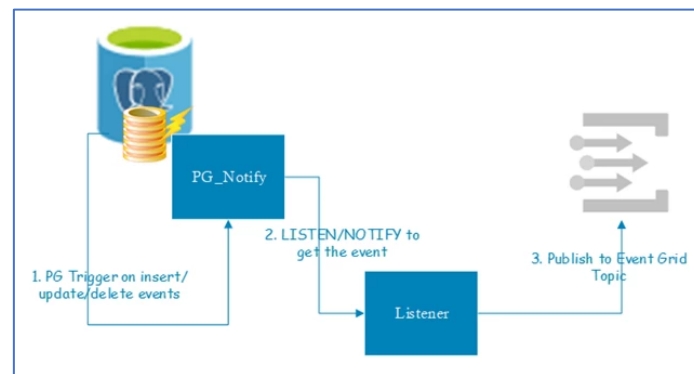 PG_Notify
2. LISTEN/NOTIFY to
get the event
3. Publish to Event Grid
Topic
1. PG Trigger on insert/
update/delete events
Listener